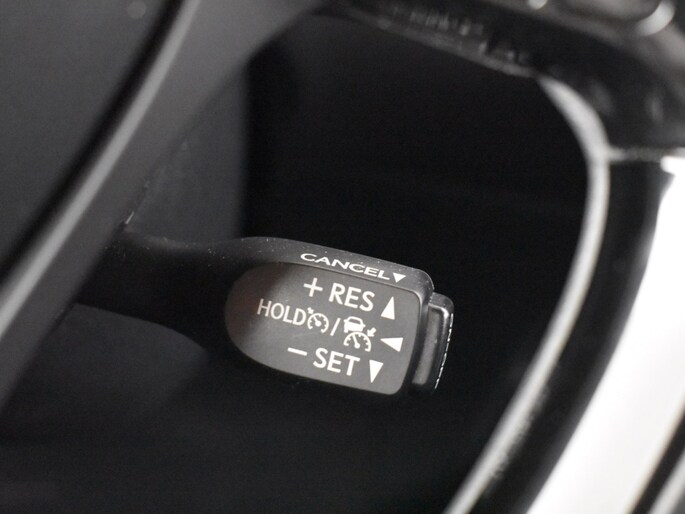 CANCEL▼
+ RES ▲
HOLD / ◀
− SET ▼